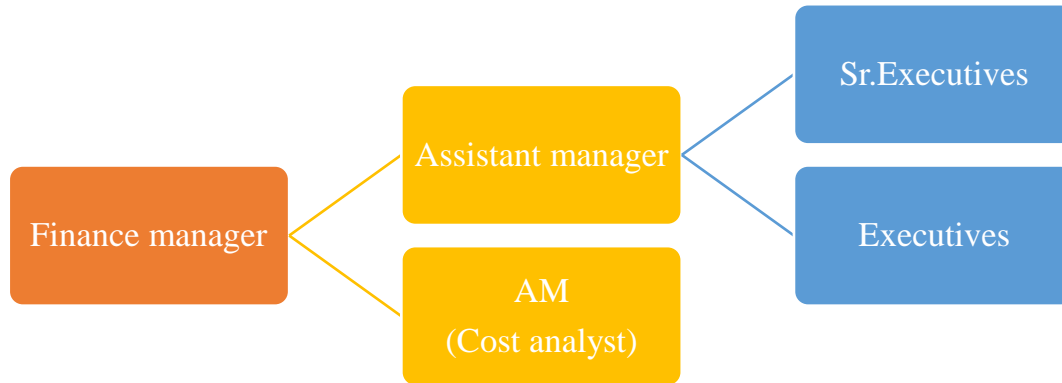 Finance manager
Assistant manager
AM
(Cost analyst)
Sr.Executives
Executives